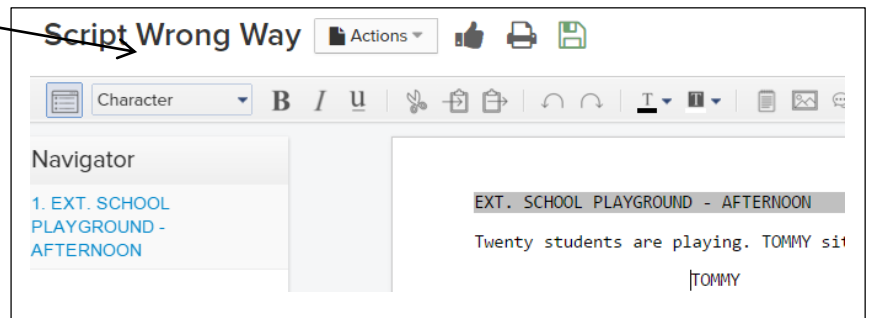 Script Wrong Way Actions
Character B I u T T
Navigator
1. EXT. SCHOOL
PLAYGROUND -
AFTERNOON
EXT. SCHOOL PLAYGROUND - AFTERNOON
Twenty students are playing. TOMMY sit
TOMMY